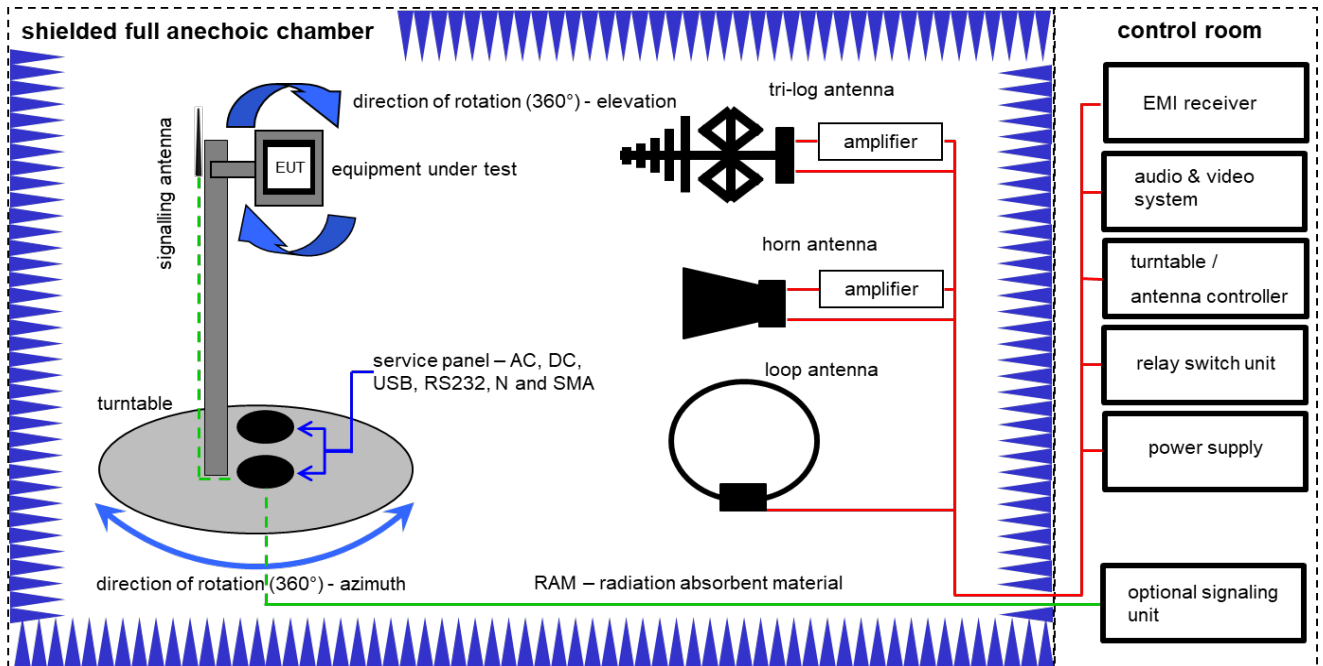 shielded full anechoic chamber
control room
direction of rotation (360°) - elevation
tri-log antenna
EMI receiver
amplifier
signalling antenna
EUT
equipment under test
audio & video
system
horn antenna
amplifier
turntable /
antenna controller
service panel – AC, DC,
USB, RS232, N and SMA
loop antenna
relay switch unit
turntable
power supply
direction of rotation (360°) - azimuth
RAM – radiation absorbent material
optional signaling
unit